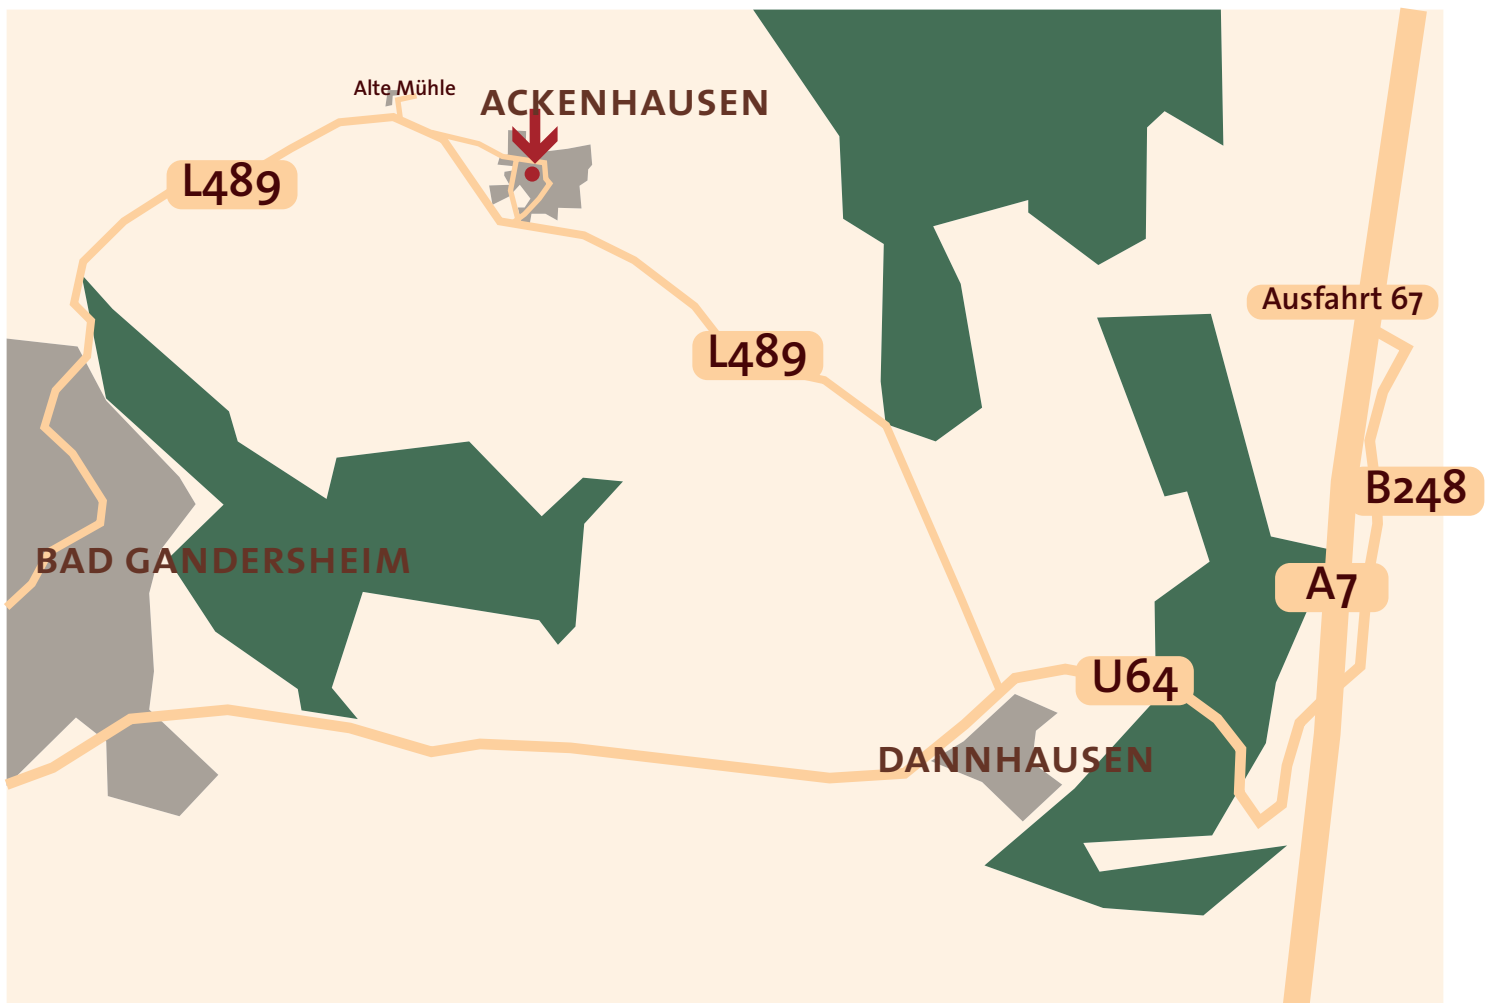 Alte Mühle
ACKENHAUSEN
L489
Ausfahrt 67
L489
B248
BAD GANDERSHEIM
A7
U64
DANNHAUSEN